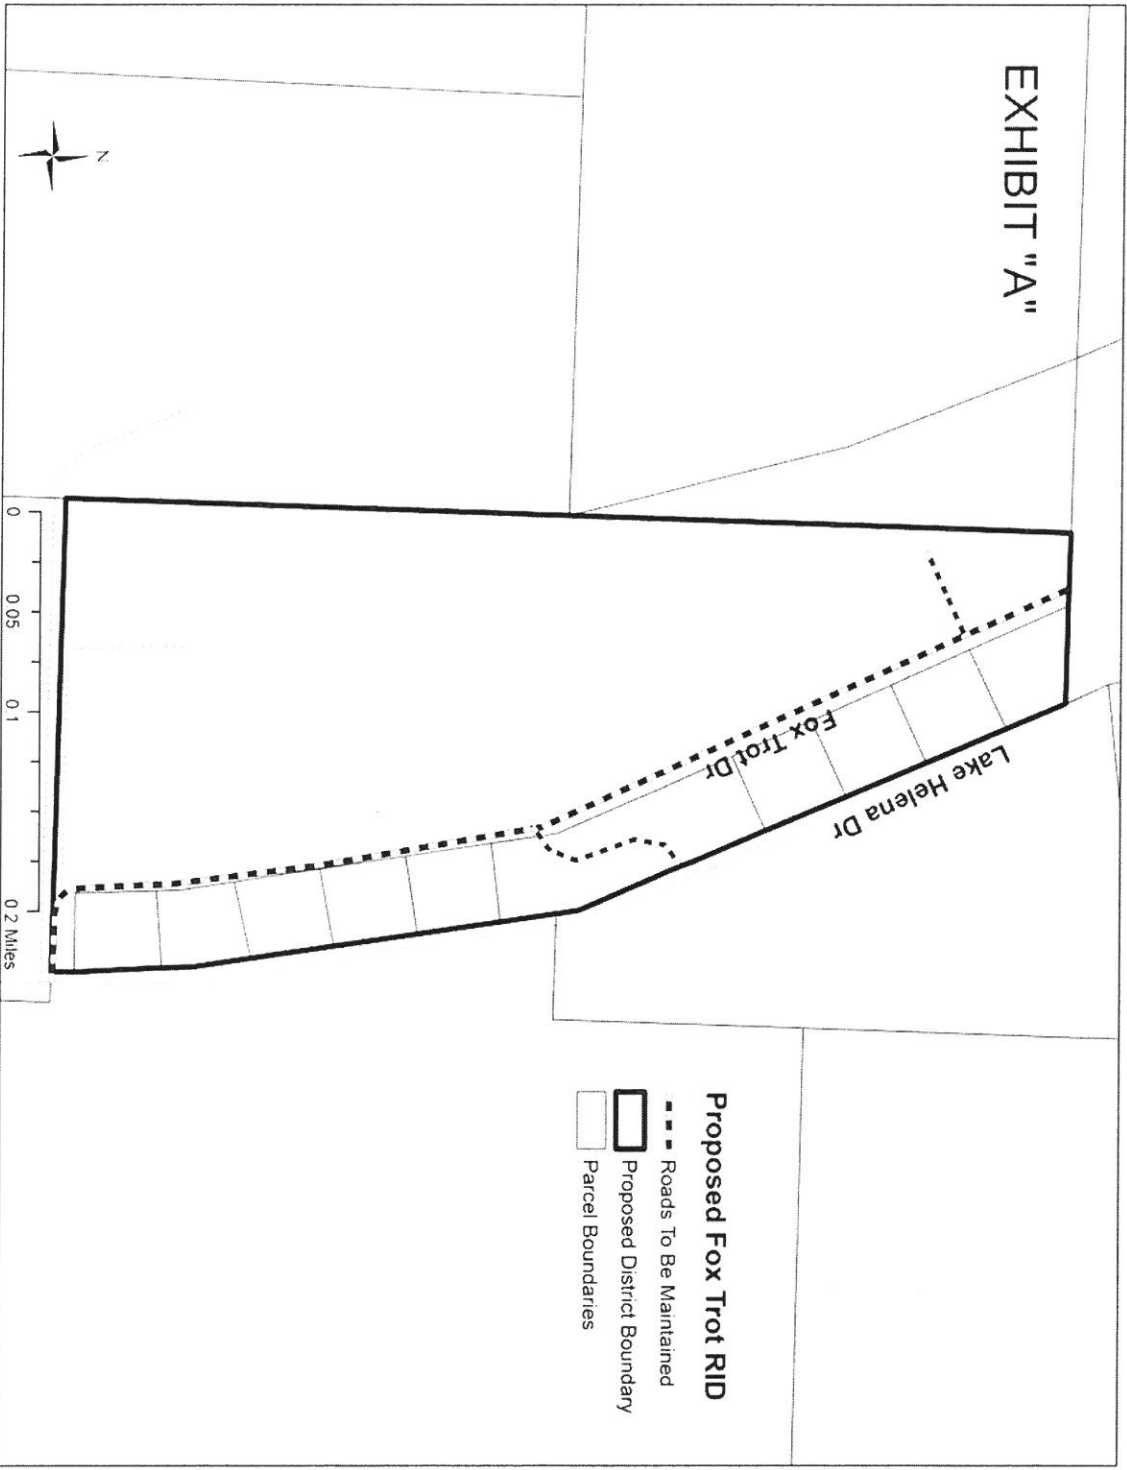 EXHIBIT "A"
Fox Trot Dr
Lake Helena Dr
Proposed Fox Trot RID
Roads To Be Maintained
Proposed District Boundary
Parcel Boundaries
N
0 0.05 0.1 0.2 Miles